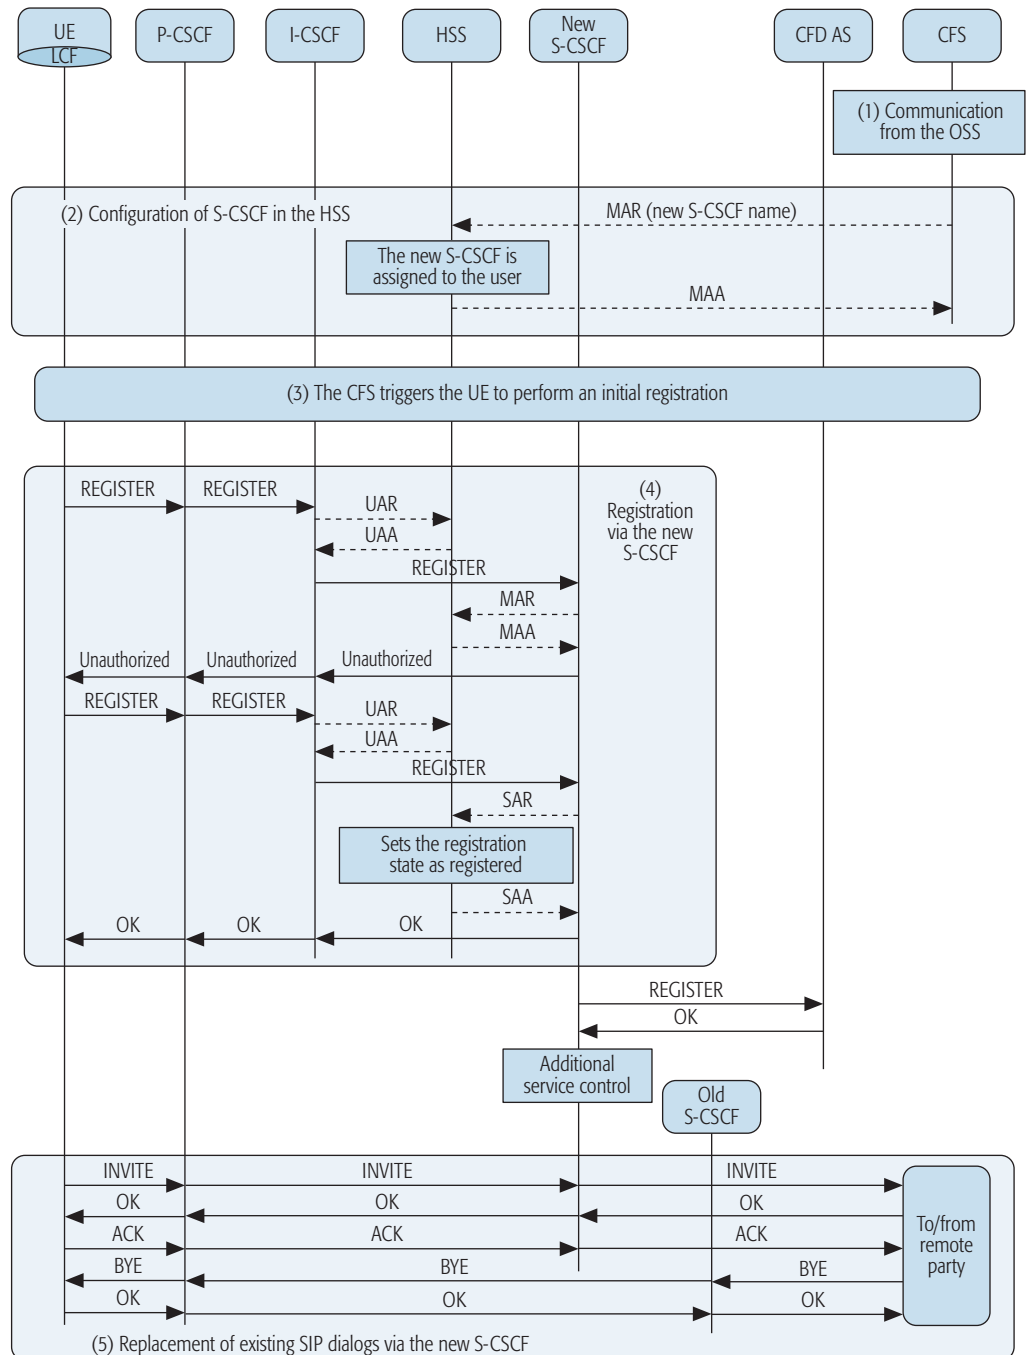 UE
LCF
P-CSCF
I-CSCF
HSS
New
S-CSCF
CFD AS
CFS
(1) Communication
from the OSS
(2) Configuration of S-CSCF in the HSS
MAR (new S-CSCF name)
The new S-CSCF is
assigned to the user
MAA
(3) The CFS triggers the UE to perform an initial registration
(4)
Registration
via the new
S-CSCF
REGISTER
REGISTER
UAR
UAA
REGISTER
MAR
MAA
Unauthorized
Unauthorized
Unauthorized
REGISTER
REGISTER
UAR
UAA
REGISTER
SAR
Sets the registration
state as registered
SAA
OK
OK
OK
REGISTER
OK
Additional
service control
Old
S-CSCF
INVITE
INVITE
INVITE
OK
OK
OK
ACK
ACK
ACK
BYE
BYE
BYE
OK
OK
OK
To/from
remote
party
(5) Replacement of existing SIP dialogs via the new S-CSCF